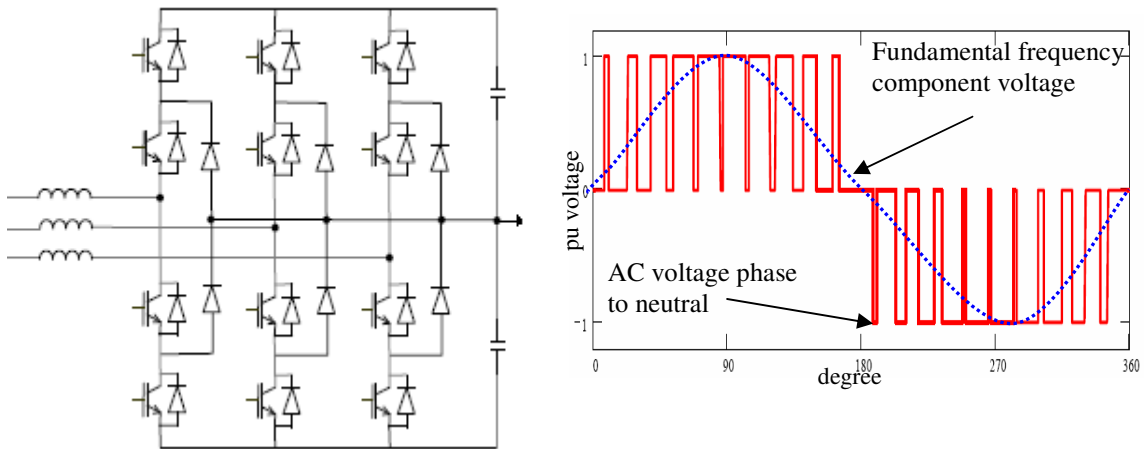 Fundamental frequency
component voltage
1
0
-1
pu voltage
AC voltage phase
to neutral
0
90
180
270
360
degree